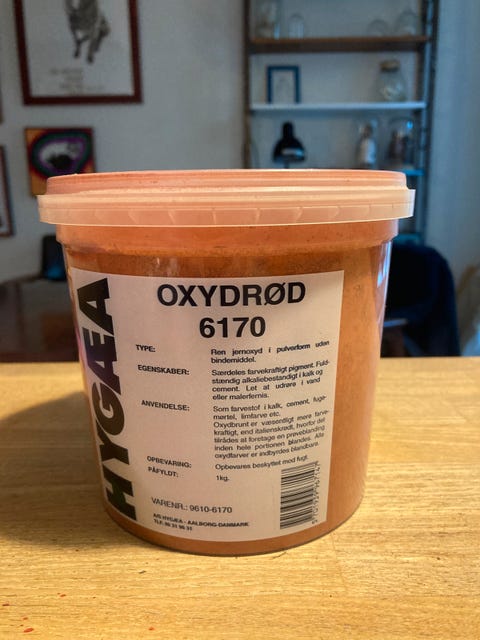 HYGÆA
OXYDRØD
6170
TYPE: Ren jernoxyd i pulverform uden
bindemiddel.
EGENSKABER: Særdeles farvekraftigt pigment. Fuld-
stændig alkaliebestandigt i kalk og
cement. Let at udrøre i vand
eller malerfernis.
ANVENDELSE: Som farvestof i kalk, cement, fuge-
mørtel, limfarve etc.
Oxydbrunt er væsentligt mere farve-
kraftigt, end italienskrødt, hvorfor det
tilrådes at foretage en prøveblanding
inden hele portionen blandes. Alle
oxydfarver er indbyrdes blandbare.
OPBEVARING: Opbevares beskyttet mod fugt.
PÅFYLDT: 1kg.
VARENR.: 9610-6170
A/S HYGÆA - AALBORG-DANMARK